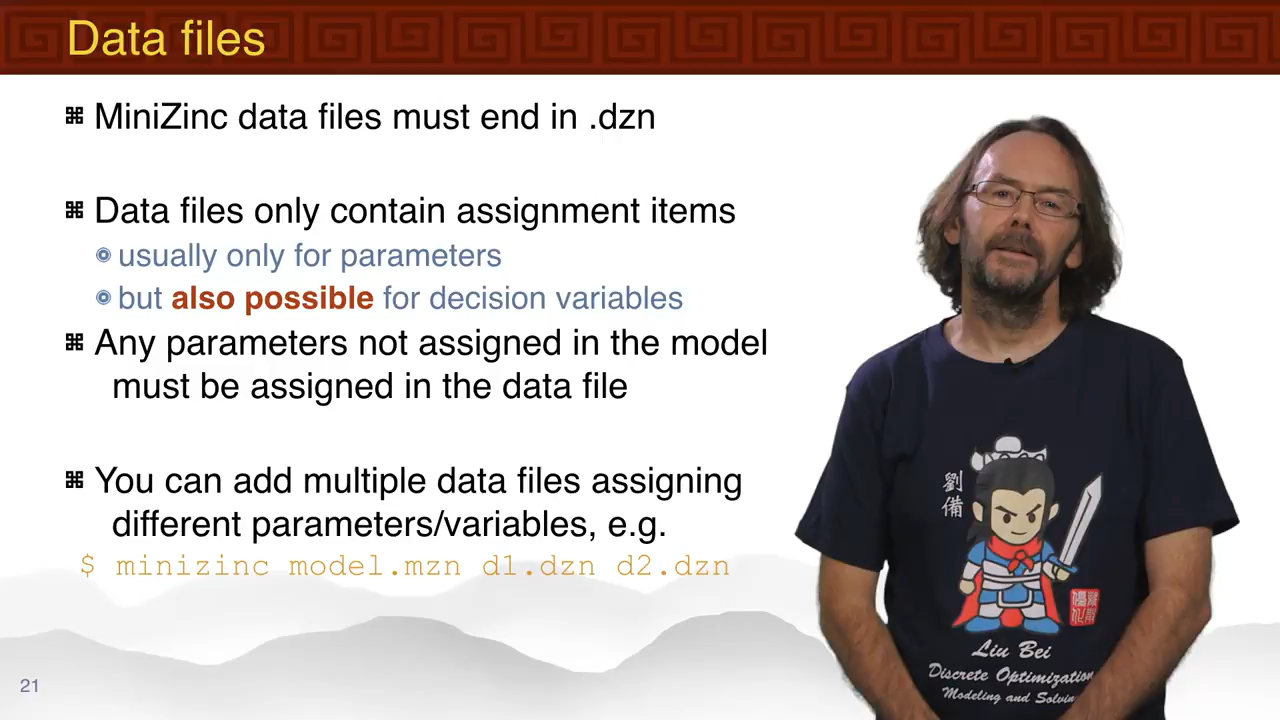 Data files
MiniZinc data files must end in .dzn
Data files only contain assignment items
usually only for parameters
but also possible for decision variables
Any parameters not assigned in the model
must be assigned in the data file
You can add multiple data files assigning
different parameters/variables, e.g.
$ minizinc model.mzn d1.dzn d2.dzn
21
劉備
Liu Bei
Discrete Optimization
Modeling and Solvin